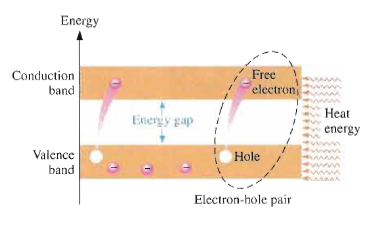 Energy
Conduction
band
Free
electron
Energy gap
Heat
energy
Valence
band
Hole
Electron-hole pair